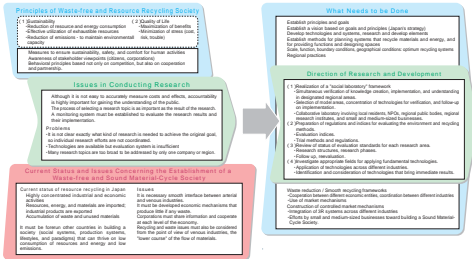 Principles of Waste-free and Resource Recycling Society
(1) Sustainability
-Reduction of resource and energy consumption
-Effective utilization of exhaustible resources
-Reduction of emissions - to maintain environmental
capacity
(2) Quality of Life
-Maximization of benefits
-Minimization of stress (cost,
risk, trouble)
Measures to ensure sustainability, safety, and comfort for human activities
Awareness of stakeholder viewpoints (citizens, corporations)
Behavioral principles based not only on competition, but also on cooperation
and partnership.
Issues in Conducting Research
Although it is not easy to accurately measure costs and effects, accountability
is highly important for gaining the understanding of the public.
The process of selecting a research topic is as important as the result of the research.
A monitoring system must be established to evaluate the research results and
their implementation.
Problems
-It is not clear exactly what kind of research is needed to achieve the original goal,
so individual research efforts are not coordinated.
-Technologies are available but evaluation system is insufficient
-Many research topics are too broad to be addressed by only one company or region.
Current Status and Issues Concerning the Establishment of a
Waste-free and Sound Material-Cycle Society
Current status of resource recycling in Japan
Highly concentrated industrial and economic
activities
Resources, energy, and materials are imported;
industrial products are exported
Accumulation of waste and unused materials
It must be foremost other countries in building a
society (social systems, production systems,
lifestyles, and paradigms) that can thrive on low
consumption of resources and energy and low
emissions.
Issues
It is necessary smooth interface between arterial
and venous industries.
It must be developed economic mechanisms that
produce little if any waste.
Corporations must share information and cooperate
at each level of the economy.
Recycling and waste issues must also be considered
from the point of view of venous industries, the
"lower course" of the flow of materials.
What Needs to be Done
Establish principles and goals
Establish a vision based on goals and principles (Japan's strategy)
Develop technologies and systems, research and develop elements
Establish methods for planning systems that recycle materials and energy, and
for providing functions and designing spaces
Scale, function, boundary conditions, geographical conditions: optimum recycling systems
Regional practices
Direction of Research and Development
(1) Realization of a "social laboratory" framework
-Simultaneous verification of knowledge creation, implementation, and understanding
in designated regional areas.
-Selection of model areas, concentration of technologies for verification, and follow-up
on implementation.
-Collaborative laboratory involving local residents, NPOs, regional public bodies, regional
research institutes, and small and medium-sized businesses.
(2) Preparation of regulations and indices for evaluating the environment and recycling
methods.
-Evaluation indices.
-Trial methods and regulations.
(3) Review of status of evaluation standards for each research area.
-Research structures, research phases.
-Follow up, reevaluation.
(4) Investigate appropriate fields for applying fundamental technologies.
-Application of technologies across different industries.
-Identification and consideration of technologies that bring immediate results.
Waste reduction / Smooth recycling frameworks
-Cooperation between different economic entities, coordination between different industries
-Use of market mechanisms
Construction of controlled market mechanisms
-Integration of 3R systems across different industries
-Efforts by small and medium-sized businesses toward building a Sound Material-
Cycle Society.